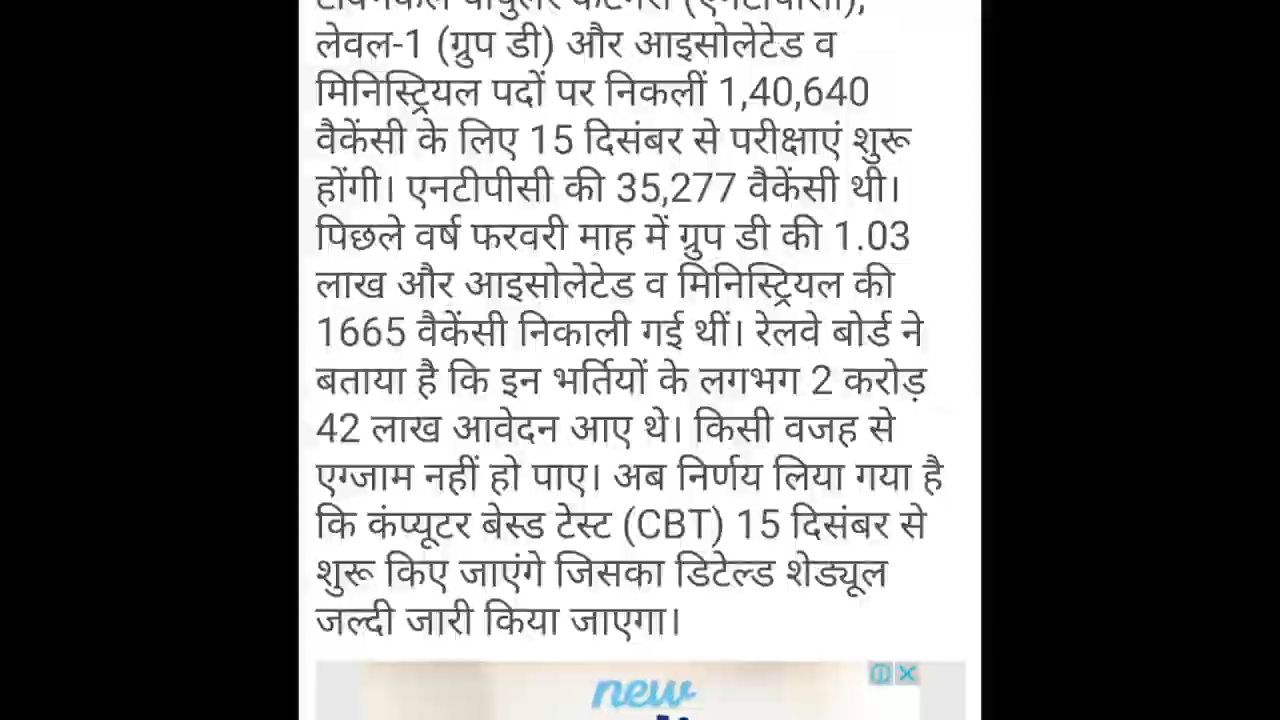 लेवल-1 (ग्रुप डी) और आइसोलेटेड व
मिनिस्ट्रियल पदों पर निकलीं 1,40,640
वैकेंसी के लिए 15 दिसंबर से परीक्षाएं शुरू
होंगी। एनटीपीसी की 35,277 वैकेंसी थी।
पिछले वर्ष फरवरी माह में ग्रुप डी की 1.03
लाख और आइसोलेटेड व मिनिस्ट्रियल की
1665 वैकेंसी निकाली गई थीं। रेलवे बोर्ड ने
बताया है कि इन भर्तियों के लगभग 2 करोड़
42 लाख आवेदन आए थे। किसी वजह से
एग्जाम नहीं हो पाए। अब निर्णय लिया गया है
कि कंप्यूटर बेस्ड टेस्ट (CBT) 15 दिसंबर से
शुरू किए जाएंगे जिसका डिटेल्ड शेड्यूल
जल्दी जारी किया जाएगा।
new